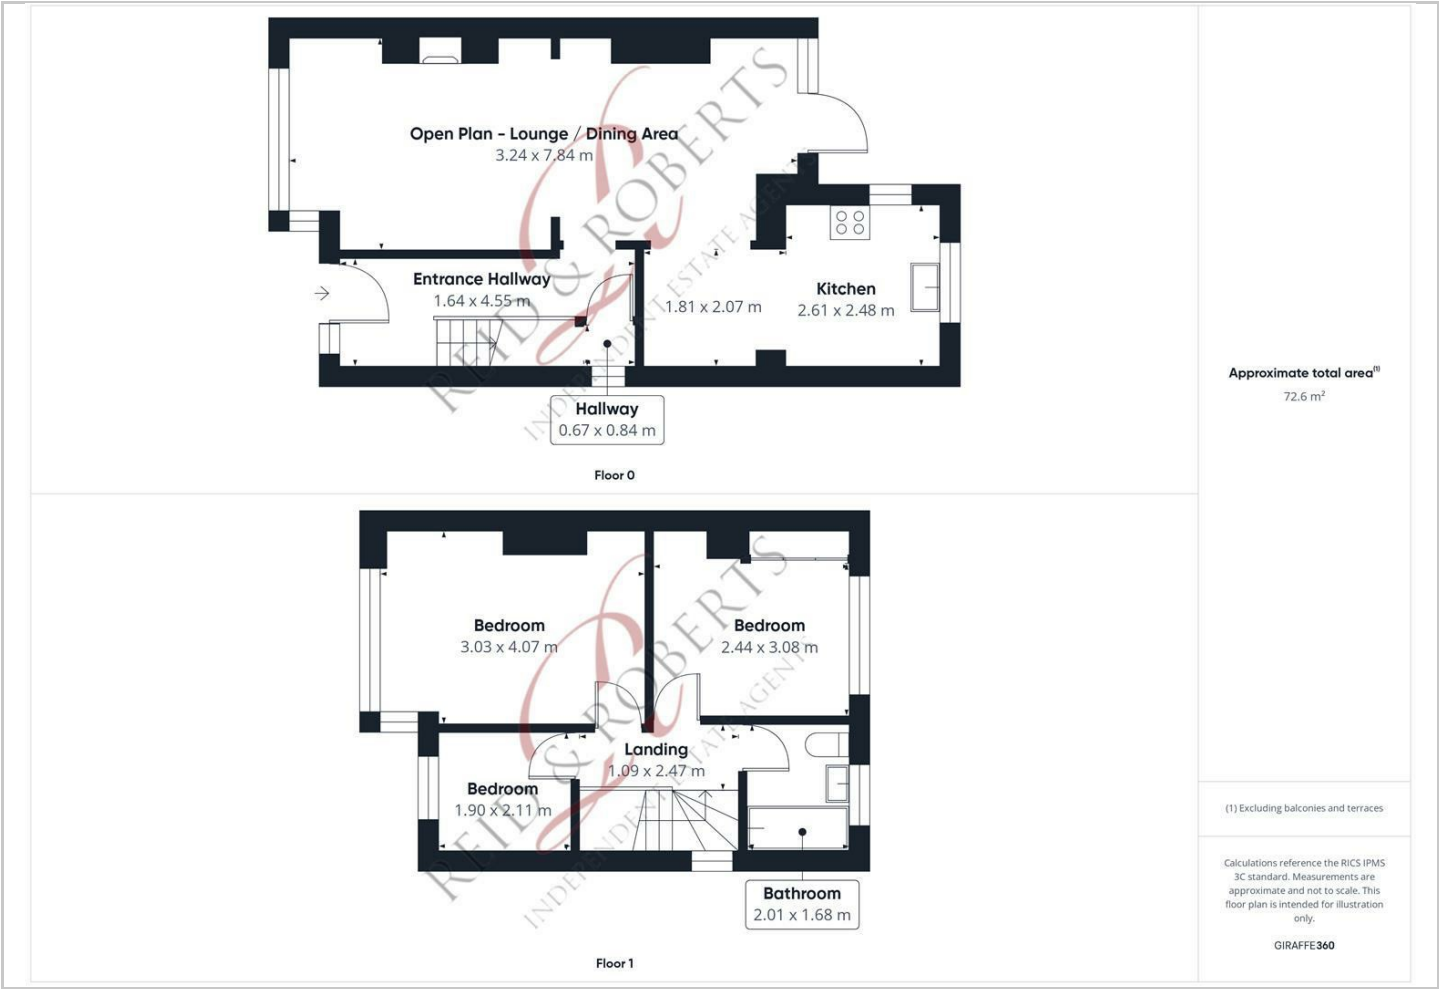 Open Plan - Lounge / Dining Area
3.24 x 7.84 m
Entrance Hallway
1.64 x 4.55 m
1.81 x 2.07 m
Kitchen
2.61 x 2.48 m
Hallway
0.67 x 0.84 m
Floor 0
REID & ROBERTS
INDEPENDENT ESTATE AGENTS
Approximate total area(1)
72.6 m²
Bedroom
3.03 x 4.07 m
Bedroom
2.44 x 3.08 m
Landing
1.09 x 2.47 m
Bedroom
1.90 x 2.11 m
Bathroom
2.01 x 1.68 m
Floor 1
REID & ROBERTS
INDEPENDENT ESTATE AGENTS
(1) Excluding balconies and terraces
Calculations reference the RICS IPMS
3C standard. Measurements are
approximate and not to scale. This
floor plan is intended for illustration
only.
GIRAFFE360